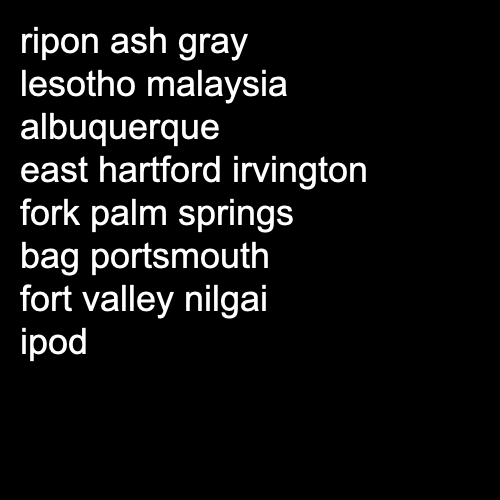 ripon ash gray
lesotho malaysia
albuquerque
east hartford irvington
fork palm springs
bag portsmouth
fort valley nilgai
ipod